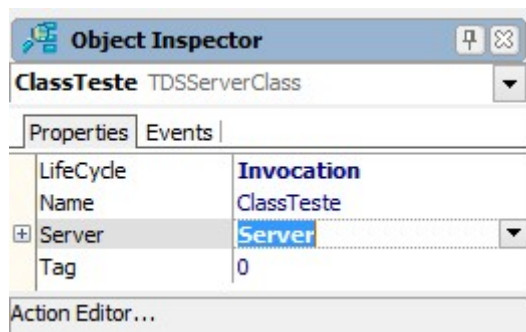 Object Inspector
ClassTeste TDSServerClass
Properties Events
LifeCycle Invocation
Name ClassTeste
Server Server
Tag 0
Action Editor...